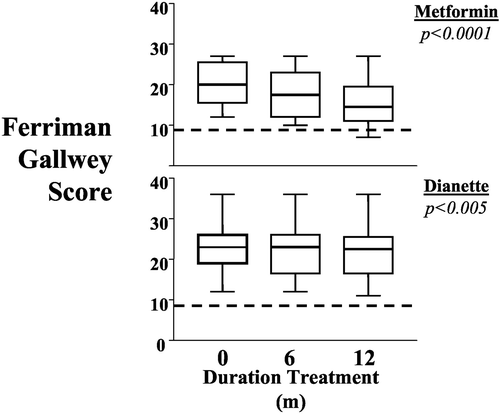 40
30
20
10
Metformin
p<0.0001
Ferriman
Gallwey
Score
40
30
20
10
0
Dianette
p<0.005
0 6 12
Duration Treatment
(m)